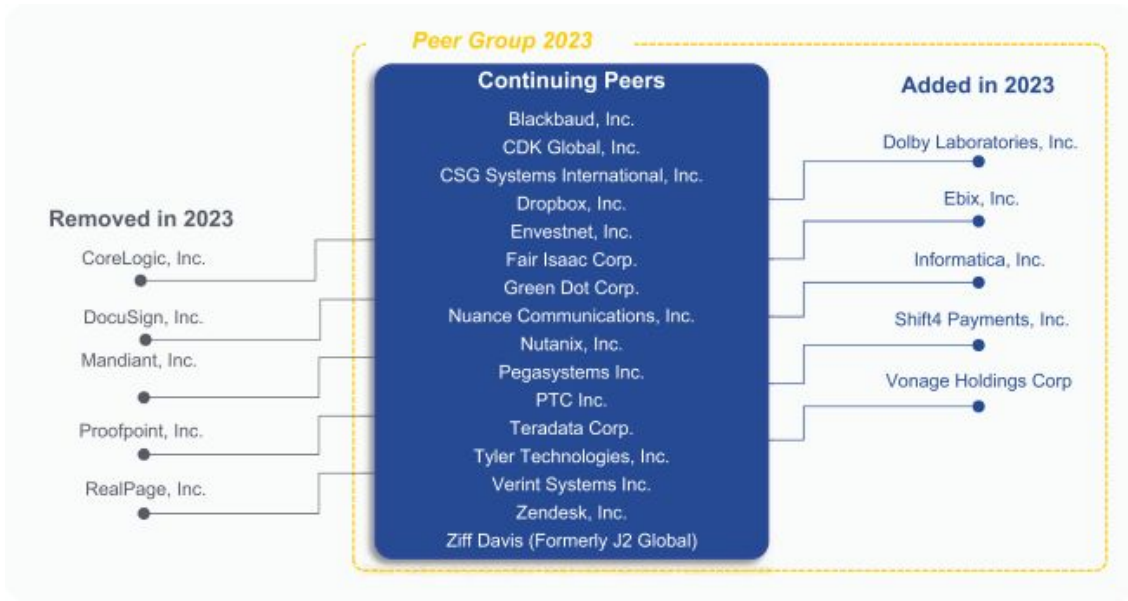 Peer Group 2023
Removed in 2023
CoreLogic, Inc.
DocuSign, Inc.
Mandiant, Inc.
Proofpoint, Inc.
RealPage, Inc.
Continuing Peers
Blackbaud, Inc.
CDK Global, Inc.
CSG Systems International, Inc.
Dropbox, Inc.
Envestnet, Inc.
Fair Isaac Corp.
Green Dot Corp.
Nuance Communications, Inc.
Nutanix, Inc.
Pegasystems Inc.
PTC Inc.
Teradata Corp.
Tyler Technologies, Inc.
Verint Systems Inc.
Zendesk, Inc.
Ziff Davis (Formerly J2 Global)
Added in 2023
Dolby Laboratories, Inc.
Ebix, Inc.
Informatica, Inc.
Shift4 Payments, Inc.
Vonage Holdings Corp